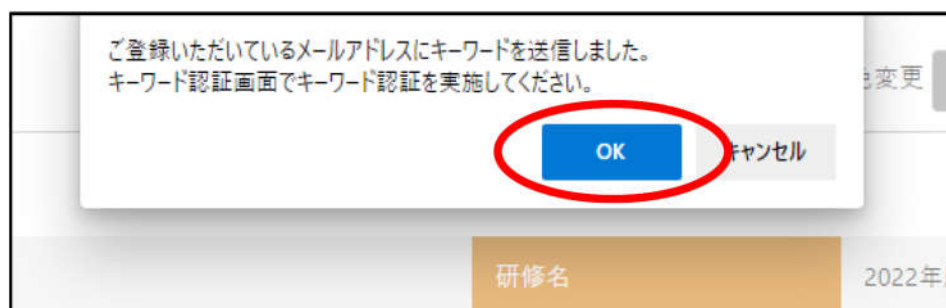 ご登録いただいているメールアドレスにキーワードを送信しました。
キーワード認証画面でキーワード認証を実施してください。
色変更
OK
キャンセル
研修名
2022年